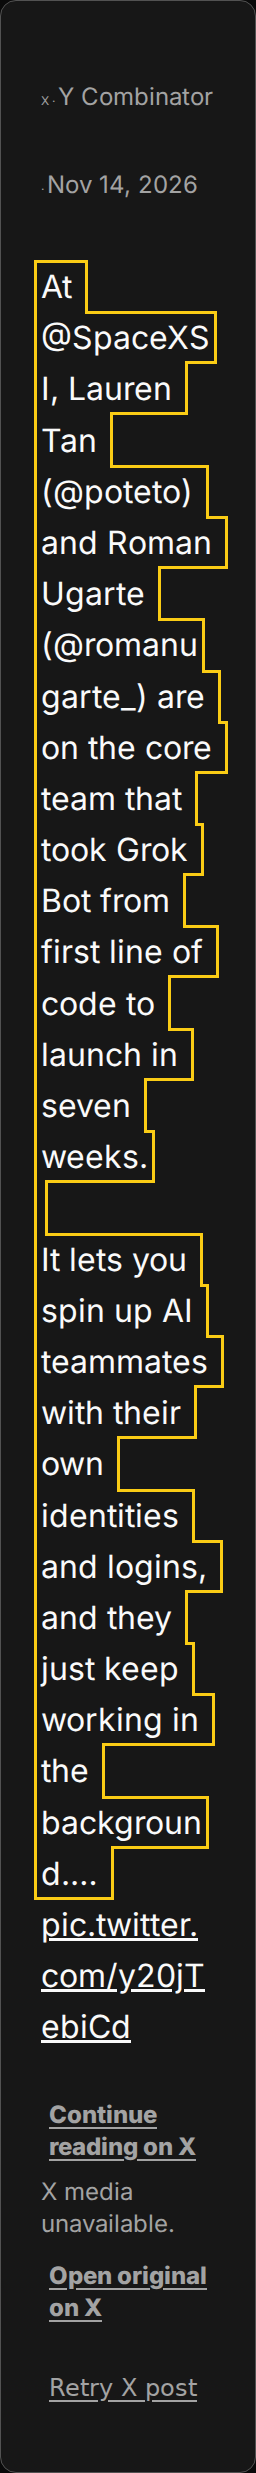 X · Y Combinator
· Nov 14, 2026
At
@SpaceXS
I, Lauren
Tan
(@poteto)
and Roman
Ugarte
(@romanu
garte_) are
on the core
team that
took Grok
Bot from
first line of
code to
launch in
seven
weeks.
It lets you
spin up AI
teammates
with their
own
identities
and logins,
and they
just keep
working in
the
backgroun
d....
pic.twitter.
com/y20jT
ebiCd
Continue
reading on X
X media
unavailable.
Open original
on X
Retry X post